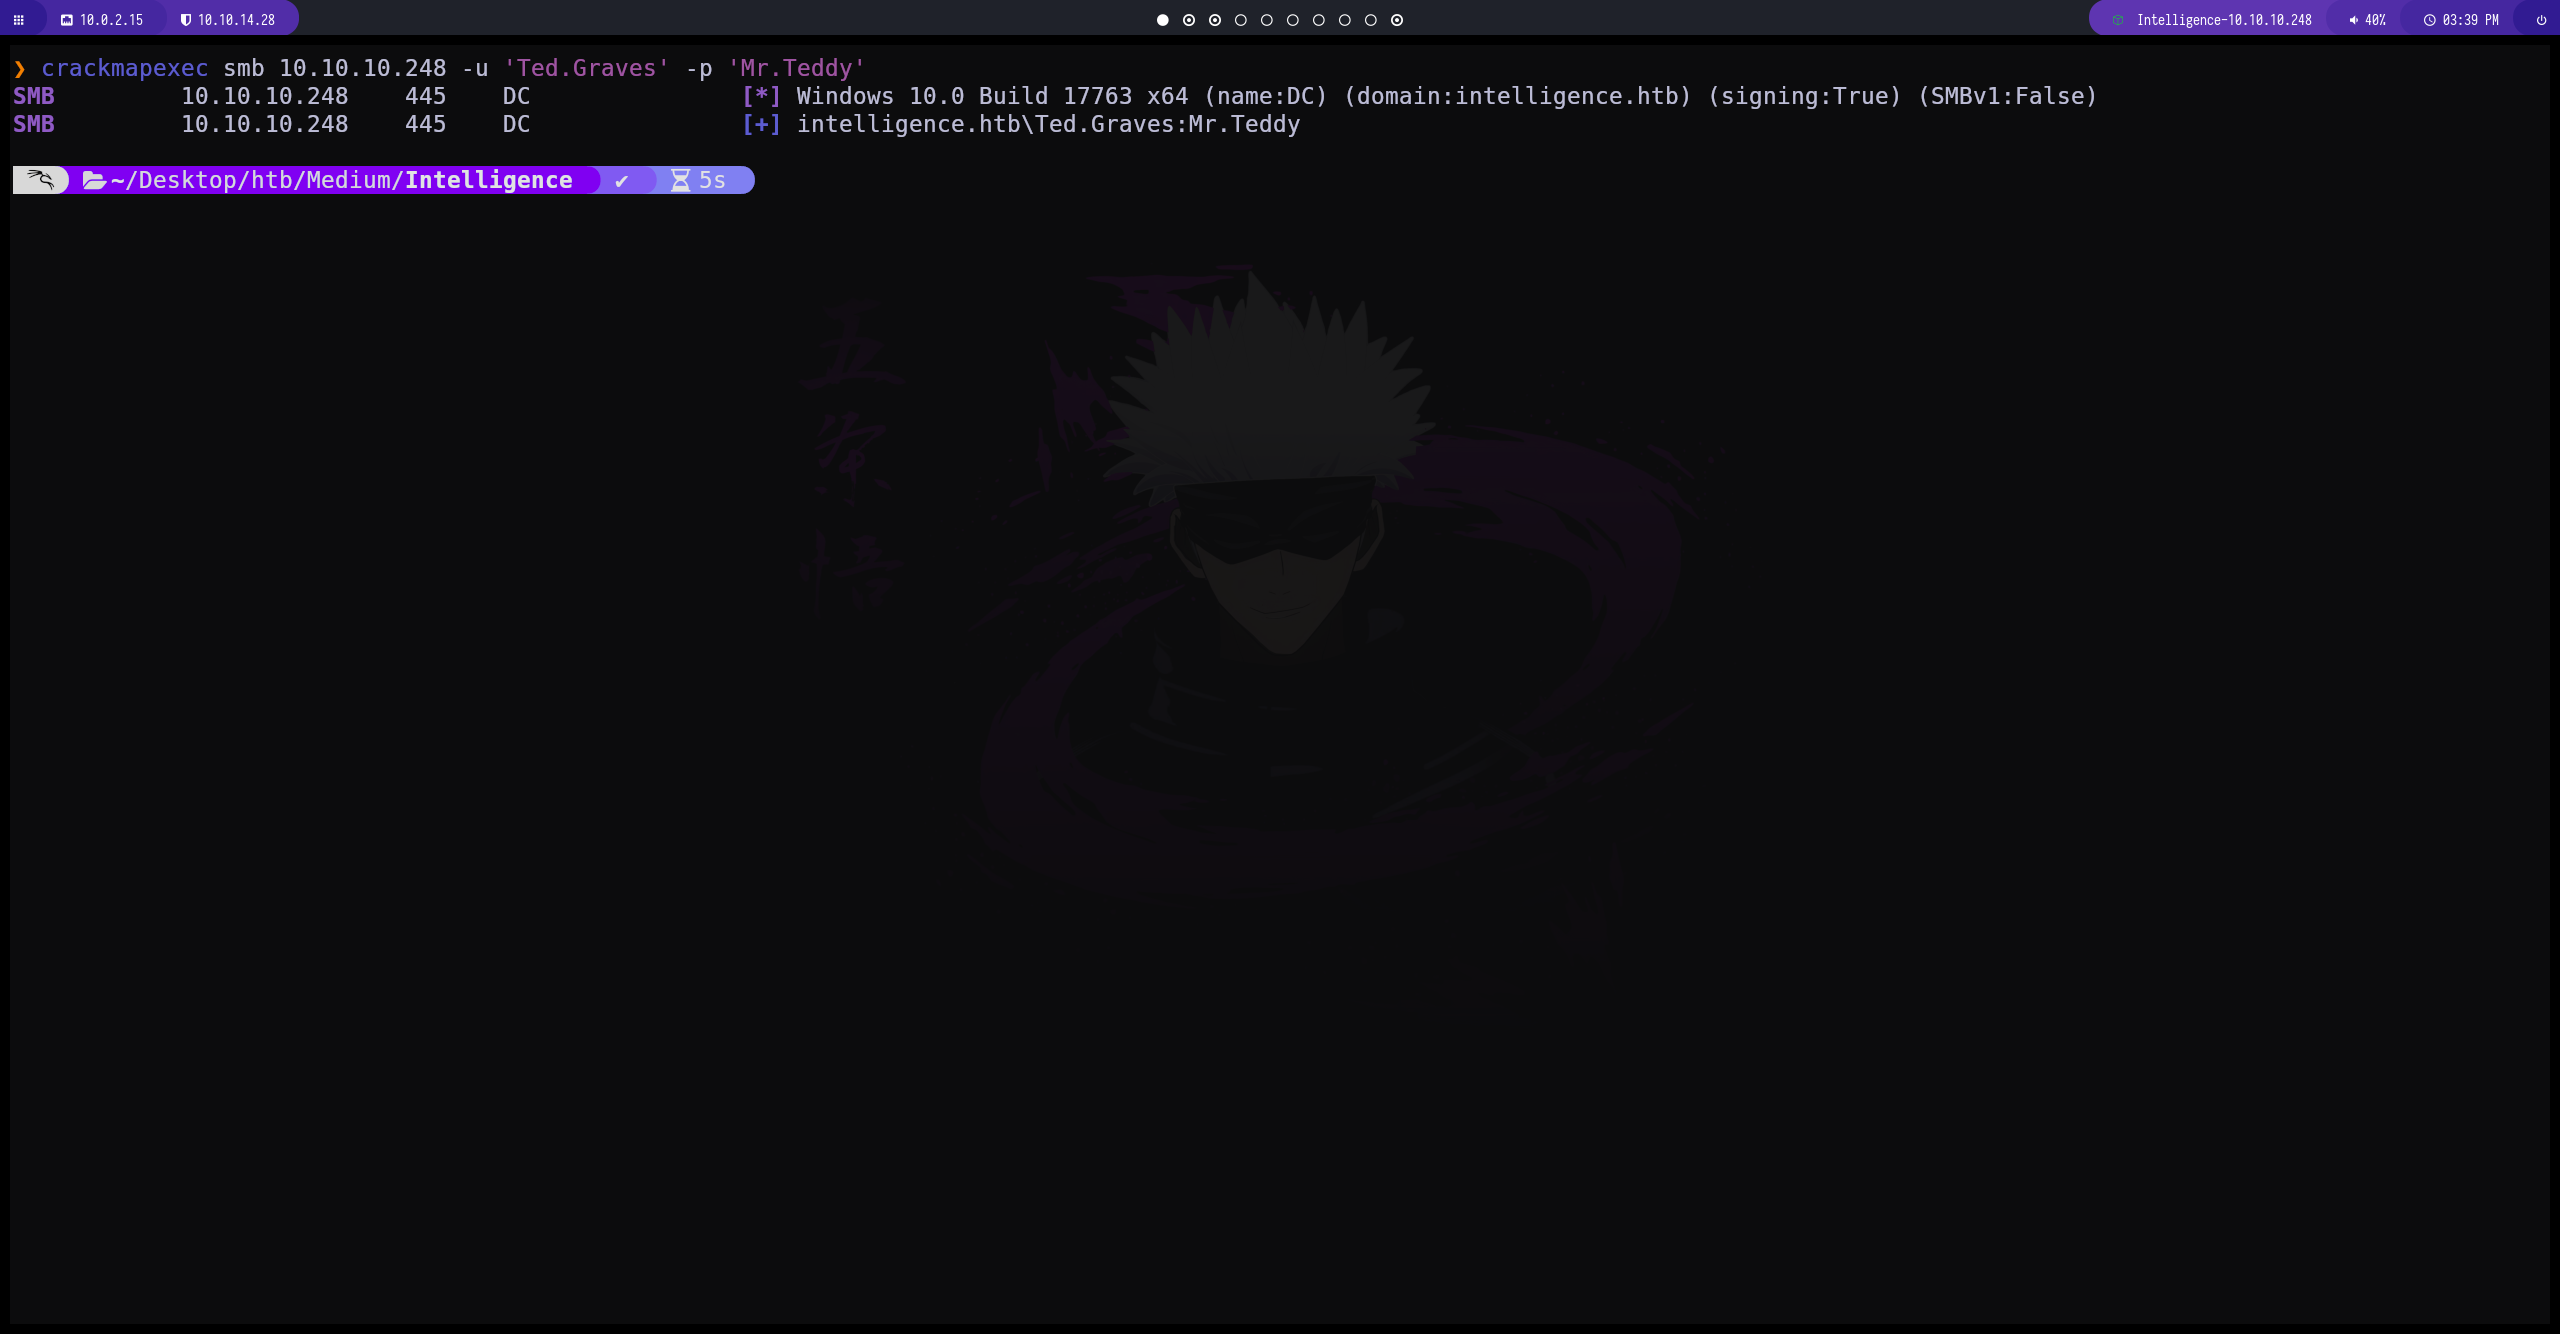 10.0.2.15 10.10.14.28 Intelligence-10.10.10.248 40% 03:39 PM
❯ crackmapexec smb 10.10.10.248 -u 'Ted.Graves' -p 'Mr.Teddy'
SMB 10.10.10.248 445 DC [*] Windows 10.0 Build 17763 x64 (name:DC) (domain:intelligence.htb) (signing:True) (SMBv1:False)
SMB 10.10.10.248 445 DC [+] intelligence.htb\Ted.Graves:Mr.Teddy
~/Desktop/htb/Medium/Intelligence ✔ 5s
五
条
悟